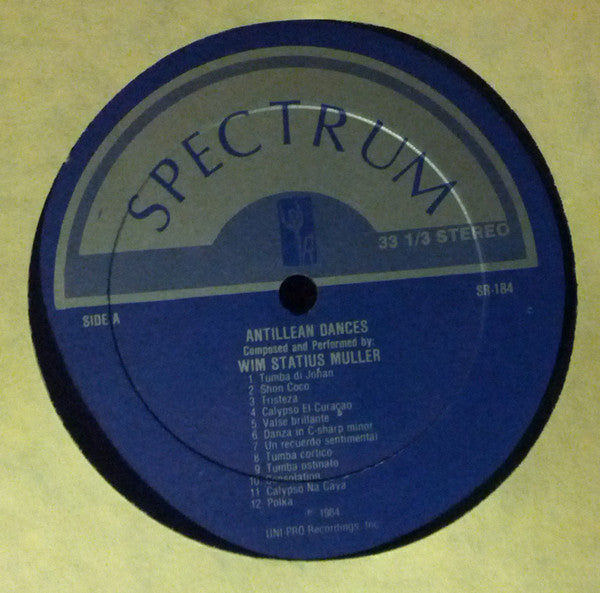 SPECTRUM
33 1/3 STEREO
SR-184
SIDE A
ANTILLEAN DANCES
Composed and Performed by:
WIM STATIUS MULLER
1 Tumba di Johan
2 Shon Coco
3 Tristeza
4 Calypso El Curaçao
5 Valse brillante
6 Danza in C-sharp minor
7 Un recuerdo sentimental
8 Tumba cortico
9 Tumba ostinato
10 Consolation
11 Calypso Na Cava
12 Polka
℗ 1984
UNI-PRO Recordings, Inc.